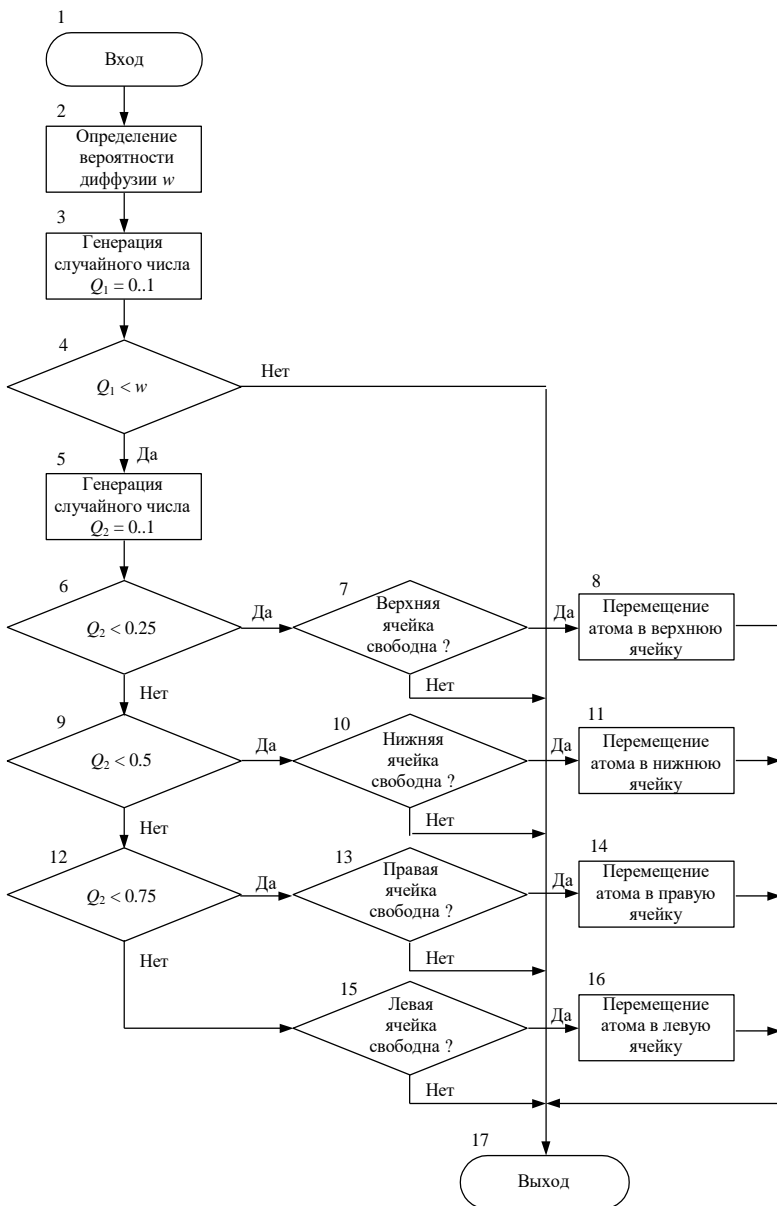 1
Вход
2
Определение
вероятности
диффузии w
3
Генерация
случайного числа
Q₁ = 0..1
4
Q₁ < w
Нет
Да
5
Генерация
случайного числа
Q₂ = 0..1
6
Q₂ < 0.25
Да
7
Верхняя
ячейка
свободна ?
Да
8
Перемещение
атома в верхнюю
ячейку
Нет
Нет
9
Q₂ < 0.5
Да
10
Нижняя
ячейка
свободна ?
Да
11
Перемещение
атома в нижнюю
ячейку
Нет
Нет
12
Q₂ < 0.75
Да
13
Правая
ячейка
свободна ?
Да
14
Перемещение
атома в правую
ячейку
Нет
Нет
15
Левая
ячейка
свободна ?
Да
16
Перемещение
атома в левую
ячейку
Нет
17
Выход